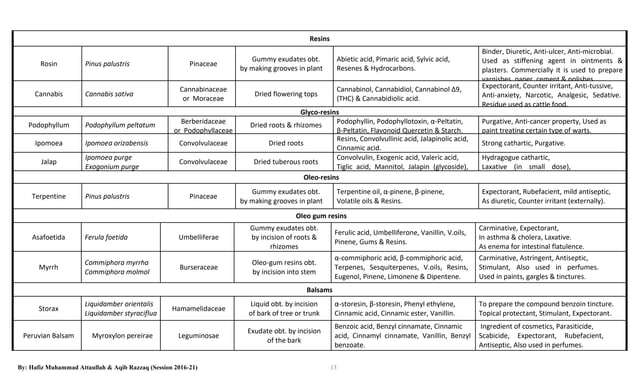 Resins
Rosin Pinus palustris Pinaceae Gummy exudates obt. by making grooves in plant Abietic acid, Pimaric acid, Sylvic acid, Resenes & Hydrocarbons. Binder, Diuretic, Anti-ulcer, Anti-microbial.
Used as stiffening agent in ointments &
plasters. Commercially it is used to prepare
varnishes, paper, cement & polishes
Cannabis Cannabis sativa Cannabinaceae or Moraceae Dried flowering tops Cannabinol, Cannabidiol, Cannabinol Δ9, (THC) & Cannabidiolic acid. Expectorant, Counter irritant, Anti-tussive,
Anti-anxiety, Narcotic, Analgesic, Sedative.
Residue used as cattle food.
Glyco-resins
Podophyllum Podophyllum peltatum Berberidaceae or Podophyllaceae Dried roots & rhizomes Podophyllin, Podophyllotoxin, α-Peltatin, β-Peltatin, Flavonoid Quercetin & Starch. Purgative, Anti-cancer property, Used as
paint treating certain type of warts.
Ipomoea Ipomoea orizabensis Convolvulaceae Dried roots Resins, Convolvullinic acid, Jalapinolic acid, Cinnamic acid. Strong cathartic, Purgative.
Jalap Ipomoea purge Exogonium purge Convolvulaceae Dried tuberous roots Convolvulin, Exogenic acid, Valeric acid, Tiglic acid, Mannitol, Jalapin (glycoside), Hydragogue cathartic,
Laxative (in small dose),
Oleo-resins
Terpentine Pinus palustris Pinaceae Gummy exudates obt. by making grooves in plant Terpentine oil, α-pinene, β-pinene, Volatile oils & Resins. Expectorant, Rubefacient, mild antiseptic,
As diuretic, Counter irritant (externally).
Oleo gum resins
Asafoetida Ferula foetida Umbelliferae Gummy exudates obt. by incision of roots & rhizomes Ferulic acid, Umbelliferone, Vanillin, V.oils, Pinene, Gums & Resins. Carminative, Expectorant,
In asthma & cholera, Laxative.
As enema for intestinal flatulence.
Myrrh Commiphora myrrha Commiphora molmol Burseraceae Oleo-gum resins obt. by incision into stem α-commiphoric acid, β-commiphoric acid, Terpenes, Sesquiterpenes, V.oils, Resins, Eugenol, Pinene, Limonene & Dipentene. Carminative, Astringent, Antiseptic,
Stimulant, Also used in perfumes.
Used in paints, gargles & tinctures.
Balsams
Storax Liquidamber orientalis Liquidamber styraciflua Hamamelidaceae Liquid obt. by incision of bark of tree or trunk α-storesin, β-storesin, Phenyl ethylene, Cinnamic acid, Cinnamic ester, Vanillin. To prepare the compound benzoin tincture.
Topical protectant, Stimulant, Expectorant.
Peruvian Balsam Myroxylon pereirae Leguminosae Exudate obt. by incision of the bark Benzoic acid, Benzyl cinnamate, Cinnamic acid, Cinnamyl cinnamate, Vanillin, Benzyl benzoate. Ingredient of cosmetics, Parasiticide,
Scabicide, Expectorant, Rubefacient,
Antiseptic, Also used in perfumes.
By: Hafiz Muhammad Attaullah & Aqib Razzaq (Session 2016-21) 13